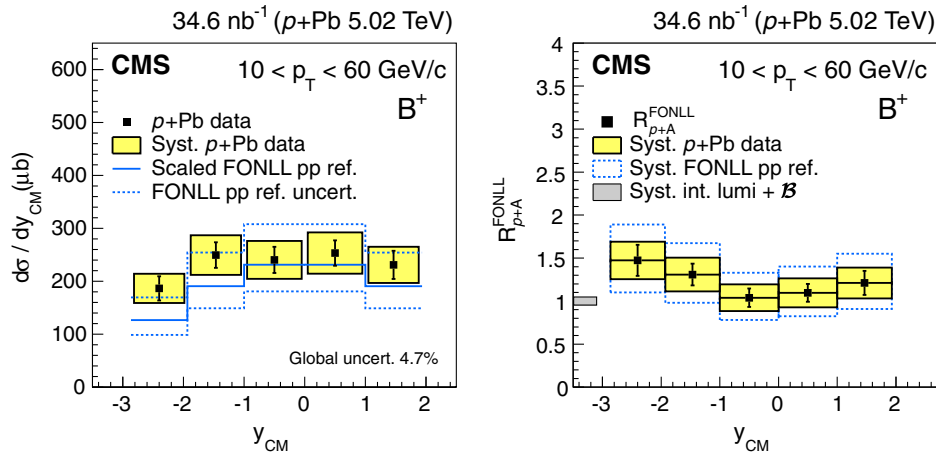 34.6 nb⁻¹ (p+Pb 5.02 TeV)
CMS
10 < p_T < 60 GeV/c
B⁺
p+Pb data
Syst. p+Pb data
Scaled FONLL pp ref.
FONLL pp ref. uncert.
Global uncert. 4.7%
dσ / dy_CM(μb)
600
500
400
300
200
100
0
-3 -2 -1 0 1 2
y_CM
34.6 nb⁻¹ (p+Pb 5.02 TeV)
CMS
10 < p_T < 60 GeV/c
B⁺
R_{p+A}^{FONLL}
Syst. p+Pb data
Syst. FONLL pp ref.
Syst. int. lumi + ℬ
R_{p+A}^{FONLL}
4
3.5
3
2.5
2
1.5
1
0.5
0
-3 -2 -1 0 1 2
y_CM